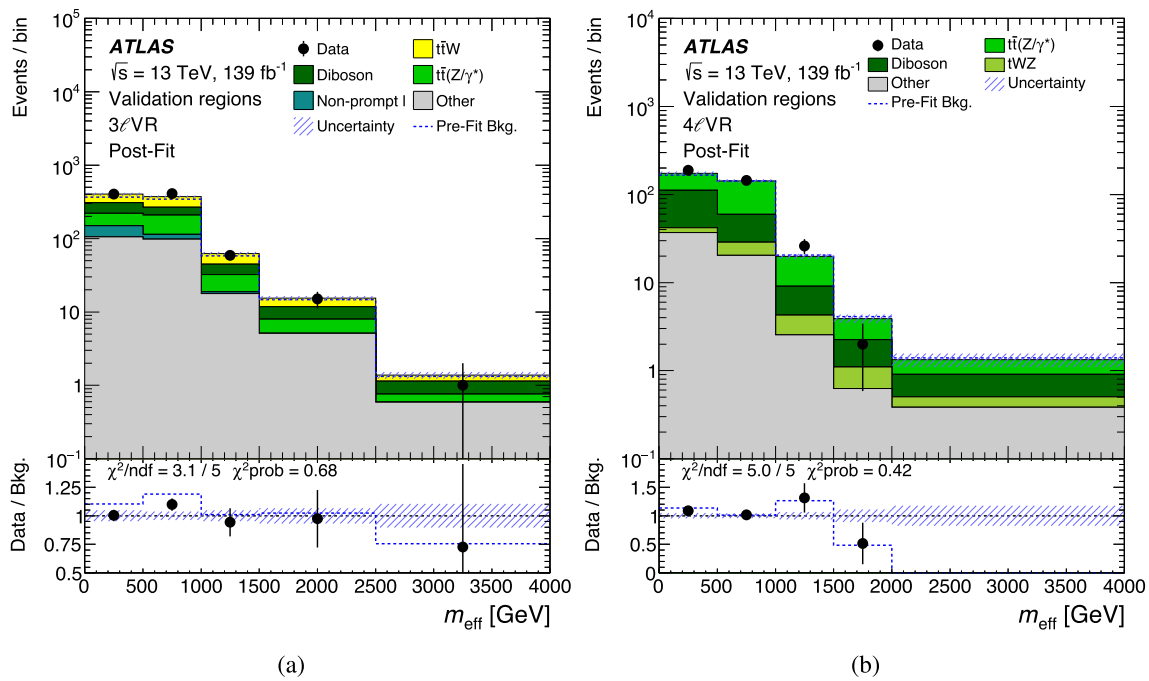 Events / bin
10^5
10^4
10^3
10^2
10
1
10^-1
ATLAS
√s = 13 TeV, 139 fb^-1
Validation regions
3ℓVR
Post-Fit
Data
tt̄W
Diboson
tt̄(Z/γ*)
Non-prompt l
Other
Uncertainty
Pre-Fit Bkg.
Data / Bkg.
1.25
1
0.75
0.5
χ²/ndf = 3.1 / 5 χ²prob = 0.68
0 500 1000 1500 2000 2500 3000 3500 4000
m_eff [GeV]
(a)
Events / bin
10^4
10^3
10^2
10
1
10^-1
ATLAS
√s = 13 TeV, 139 fb^-1
Validation regions
4ℓVR
Post-Fit
Data
tt̄(Z/γ*)
Diboson
tWZ
Other
Uncertainty
Pre-Fit Bkg.
Data / Bkg.
1.5
1
0.5
0
χ²/ndf = 5.0 / 5 χ²prob = 0.42
0 500 1000 1500 2000 2500 3000 3500 4000
m_eff [GeV]
(b)